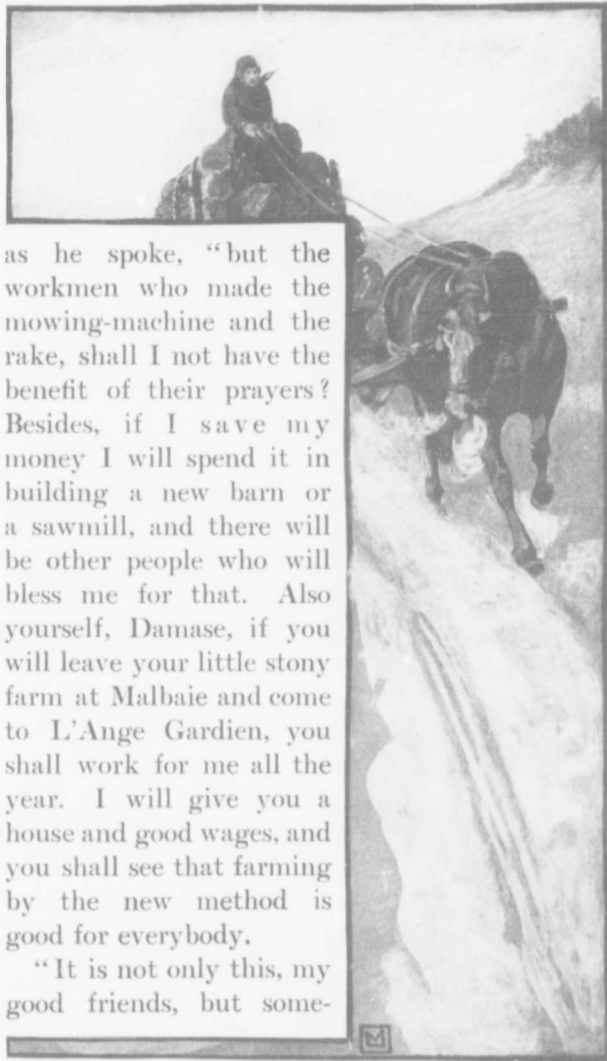 as he spoke, “but the
workmen who made the
mowing-machine and the
rake, shall I not have the
benefit of their prayers?
Besides, if I save my
money I will spend it in
building a new barn or
a sawmill, and there will
be other people who will
bless me for that. Also
yourself, Damase, if you
will leave your little stony
farm at Malbaie and come
to L’Ange Gardien, you
shall work for me all the
year. I will give you a
house and good wages, and
you shall see that farming
by the new method is
good for everybody.
“It is not only this, my
good friends, but some-